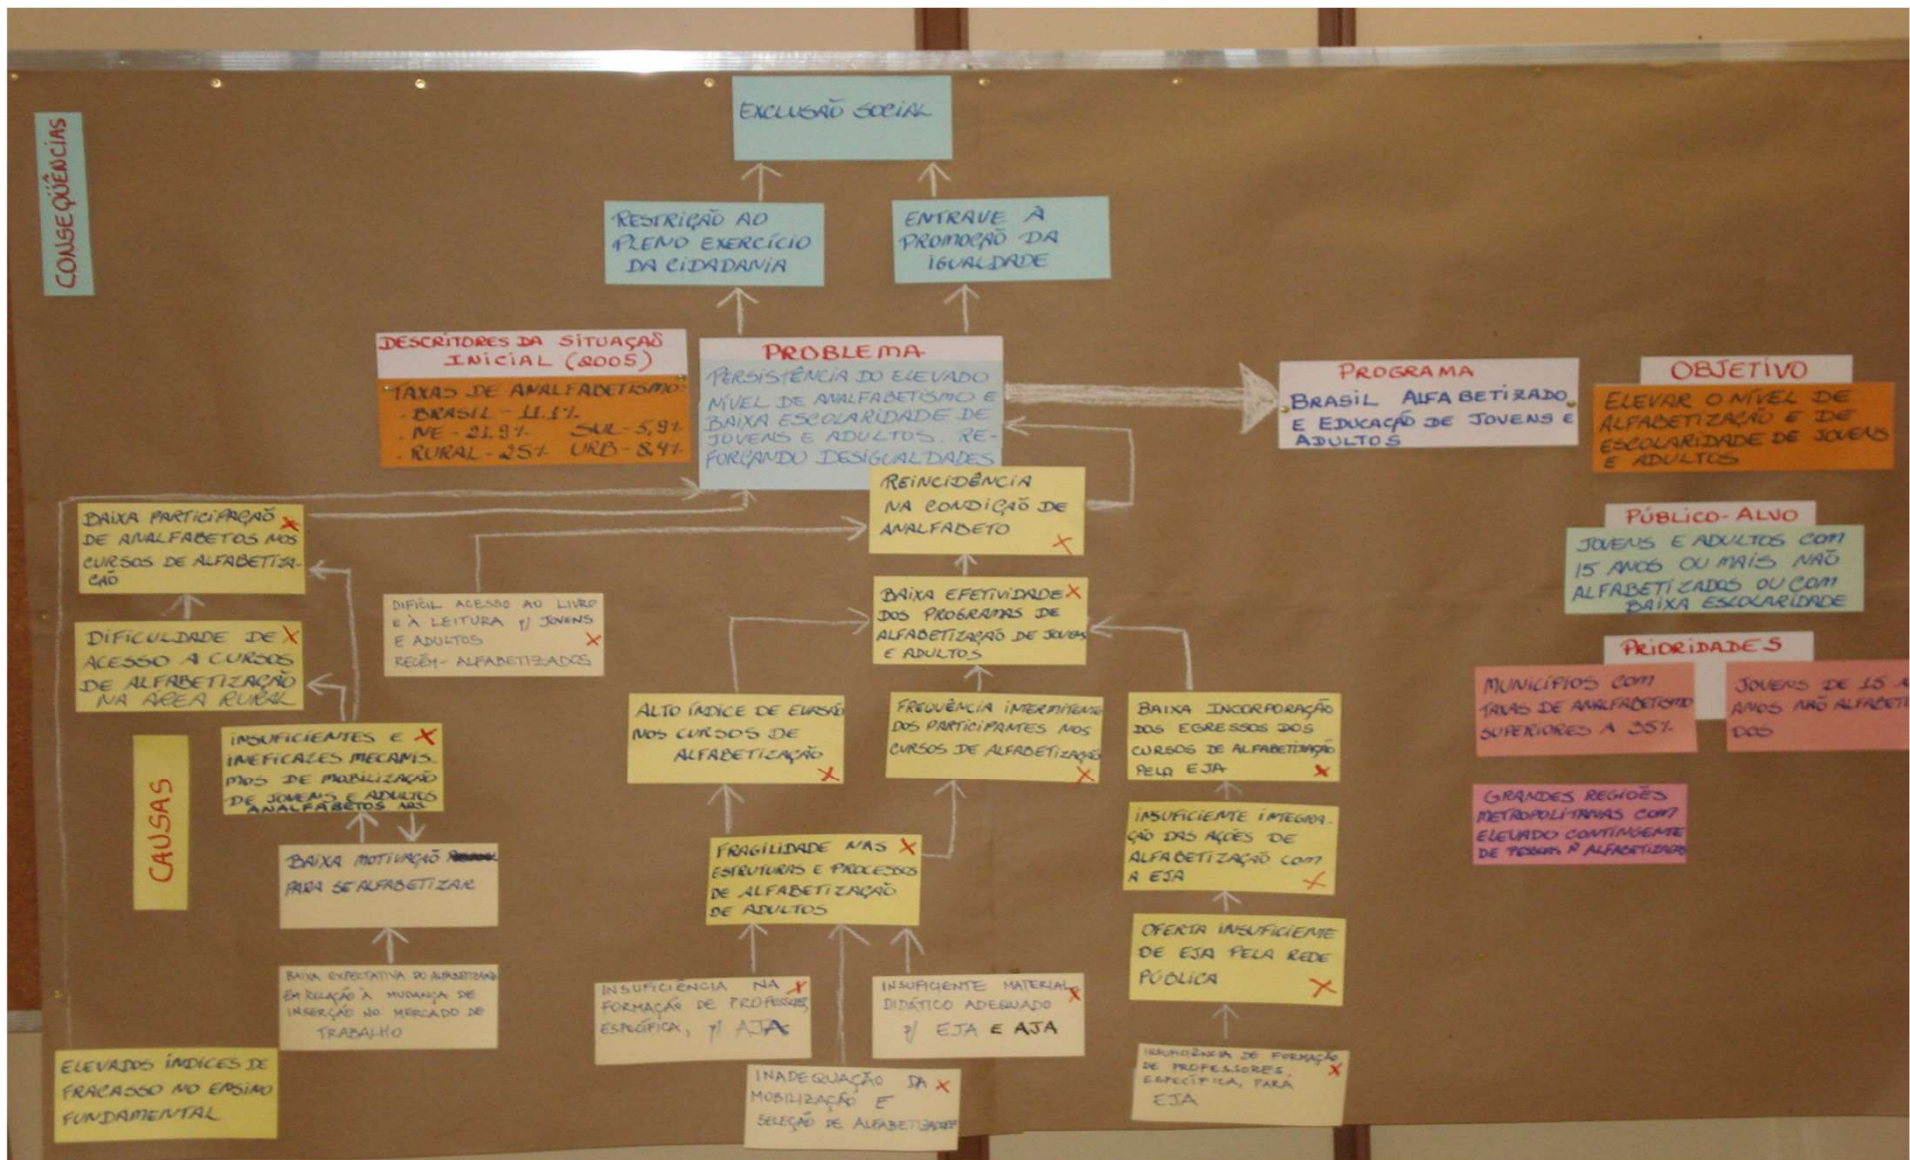 CONSEQÜÊNCIAS
EXCLUSÃO SOCIAL
RESTRIÇÃO AO
PLENO EXERCÍCIO
DA CIDADANIA
ENTRAVE À
PROMOÇÃO DA
IGUALDADE
DESCRITORES DA SITUAÇÃO
INICIAL (2005)
TAXAS DE ANALFABETISMO:
. BRASIL - 11.1%
. NE - 21.9% SUL - 5,9%
. RURAL - 25% URB - 8,4%
PROBLEMA
PERSISTÊNCIA DO ELEVADO
NÍVEL DE ANALFABETISMO E
BAIXA ESCOLARIDADE DE
JOVENS E ADULTOS. RE-
FORÇANDO DESIGUALDADES
PROGRAMA
BRASIL ALFABETIZADO
E EDUCAÇÃO DE JOVENS E
ADULTOS
OBJETIVO
ELEVAR O NÍVEL DE
ALFABETIZAÇÃO E DE
ESCOLARIDADE DE JOVENS
E ADULTOS
PÚBLICO-ALVO
JOVENS E ADULTOS COM
15 ANOS OU MAIS NÃO
ALFABETIZADOS OU COM
BAIXA ESCOLARIDADE
PRIORIDADES
MUNICÍPIOS COM
TAXAS DE ANALFABETISMO
SUPERIORES A 35%
JOVENS DE 15 A
ANOS NÃO ALFABETI
DOS
GRANDES REGIÕES
METROPOLITANAS COM
ELEVADO CONTINGENTE
DE PESSOAS Ñ ALFABETIZADO
REINCIDÊNCIA
NA CONDIÇÃO DE
ANALFABETO
BAIXA PARTICIPAÇÃO
DE ANALFABETOS NOS
CURSOS DE ALFABETIZA-
ÇÃO
DIFICULDADE DE
ACESSO A CURSOS
DE ALFABETIZAÇÃO
NA ÁREA RURAL
DIFÍCIL ACESSO AO LIVRO
E À LEITURA P/ JOVENS
E ADULTOS
RECÉM-ALFABETIZADOS
BAIXA EFETIVIDADE
DOS PROGRAMAS DE
ALFABETIZAÇÃO DE JOVENS
E ADULTOS
CAUSAS
INSUFICIENTES E
INEFICAZES MECANIS-
MOS DE MOBILIZAÇÃO
DE JOVENS E ADULTOS
ANALFABETOS NOS
ALTO ÍNDICE DE EVASÃO
NOS CURSOS DE
ALFABETIZAÇÃO
FREQUÊNCIA INTERMITENTE
DOS PARTICIPANTES NOS
CURSOS DE ALFABETIZAÇÃO
BAIXA INCORPORAÇÃO
DOS EGRESSOS DOS
CURSOS DE ALFABETIZAÇÃO
PELA EJA
BAIXA MOTIVAÇÃO
PARA SE ALFABETIZAR
FRAGILIDADE NAS
ESTRUTURAS E PROCESSOS
DE ALFABETIZAÇÃO
DE ADULTOS
INSUFICIENTE INTEGRA-
ÇÃO DAS AÇÕES DE
ALFABETIZAÇÃO COM
A EJA
OFERTA INSUFICIENTE
DE EJA PELA REDE
PÚBLICA
BAIXA EXPECTATIVA DO ALFABETIZANDO
EM RELAÇÃO À MUDANÇA DE
INSERÇÃO NO MERCADO DE
TRABALHO
INSUFICIÊNCIA NA
FORMAÇÃO DE PROFESSORES,
ESPECÍFICA, P/ AJA
INSUFICIENTE MATERIAL
DIDÁTICO ADEQUADO
P/ EJA E AJA
ELEVADOS ÍNDICES DE
FRACASSO NO ENSINO
FUNDAMENTAL
INADEQUAÇÃO DA
MOBILIZAÇÃO E
SELEÇÃO DE ALFABETIZADORES
INSUFICIÊNCIA DE FORMAÇÃO
DE PROFESSORES,
ESPECÍFICA, PARA
EJA